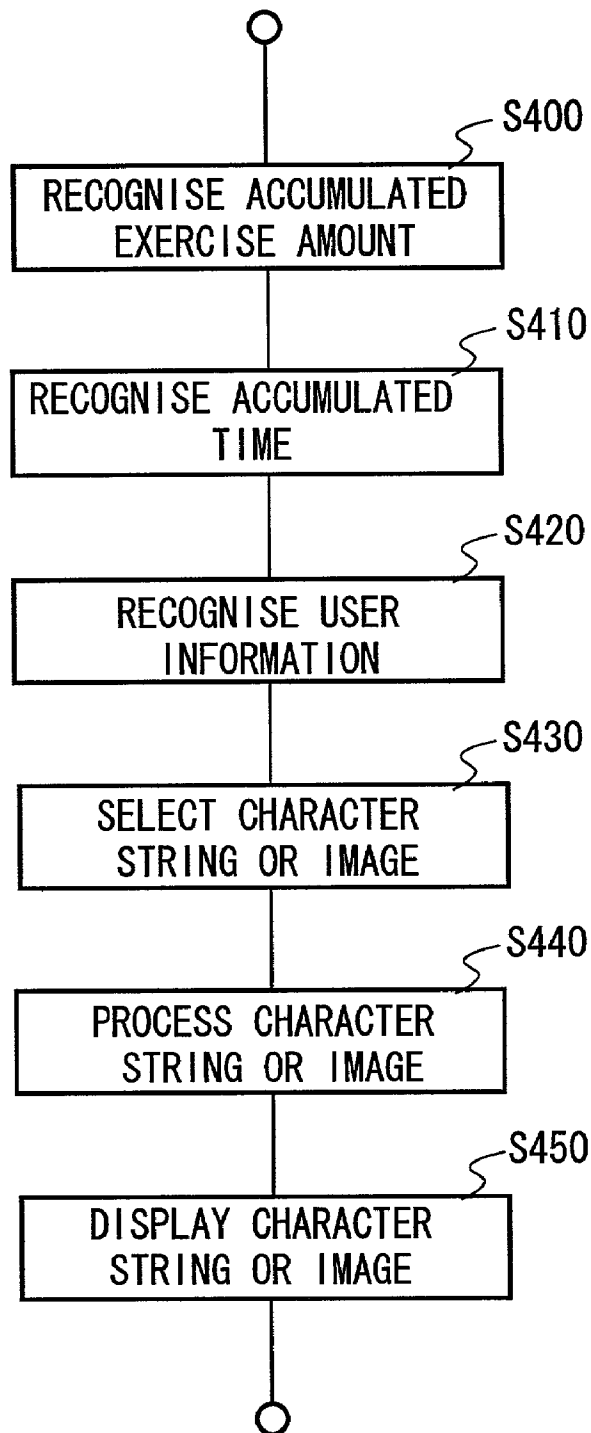 S400
RECOGNISE ACCUMULATED
EXERCISE AMOUNT
S410
RECOGNISE ACCUMULATED
TIME
S420
RECOGNISE USER
INFORMATION
S430
SELECT CHARACTER
STRING OR IMAGE
S440
PROCESS CHARACTER
STRING OR IMAGE
S450
DISPLAY CHARACTER
STRING OR IMAGE